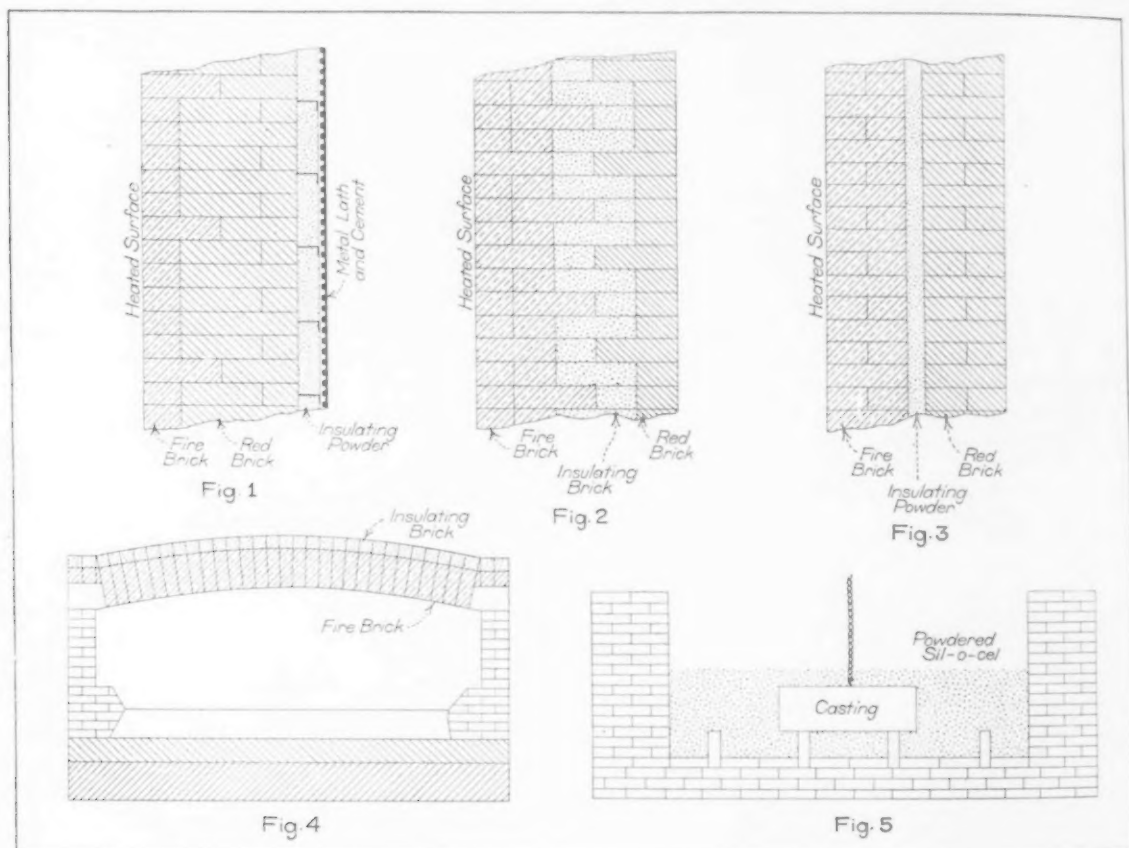 Heated Surface
Metal Lath
and Cement
Fire
Brick
Red
Brick
Insulating
Powder
Fig. 1
Heated Surface
Fire
Brick
Insulating
Brick
Red
Brick
Fig. 2
Heated Surface
Fire
Brick
Insulating
Powder
Red
Brick
Fig. 3
Insulating
Brick
Fire Brick
Fig. 4
Powdered
Sil-o-cel
Casting
Fig. 5